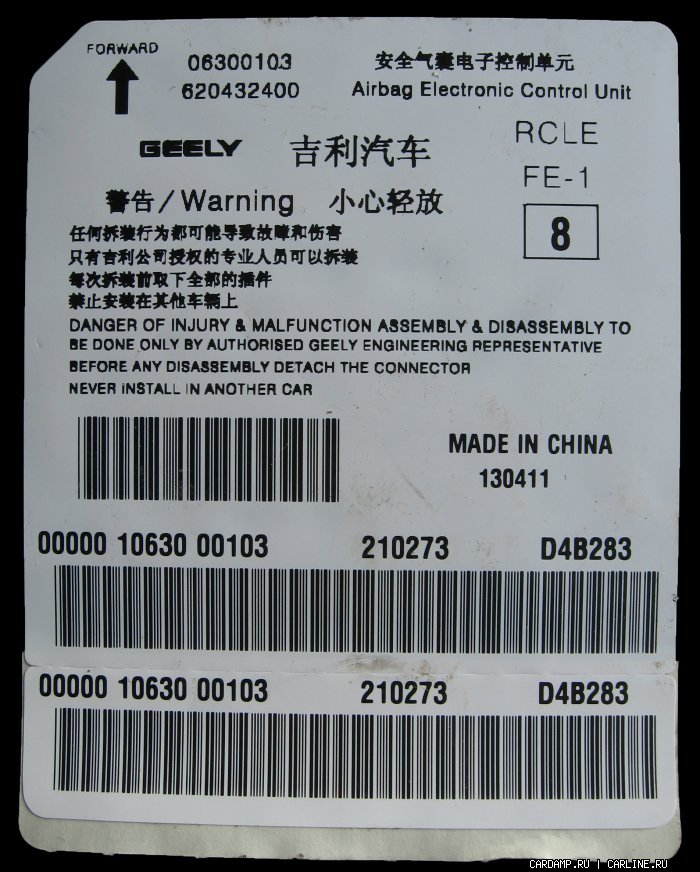 FORWARD
06300103 安全气囊电子控制单元
620432400 Airbag Electronic Control Unit
GEELY 吉利汽车 RCLE
FE-1
警告/Warning 小心轻放
8
任何拆装行为都可能导致故障和伤害
只有吉利公司授权的专业人员可以拆装
每次拆装前取下全部的插件
禁止安装在其他车辆上
DANGER OF INJURY & MALFUNCTION ASSEMBLY & DISASSEMBLY TO
BE DONE ONLY BY AUTHORISED GEELY ENGINEERING REPRESENTATIVE
BEFORE ANY DISASSEMBLY DETACH THE CONNECTOR
NEVER INSTALL IN ANOTHER CAR
MADE IN CHINA
130411
00000 10630 00103 210273 D4B283
00000 10630 00103 210273 D4B283
CARDAMP.RU | CARLINE.RU